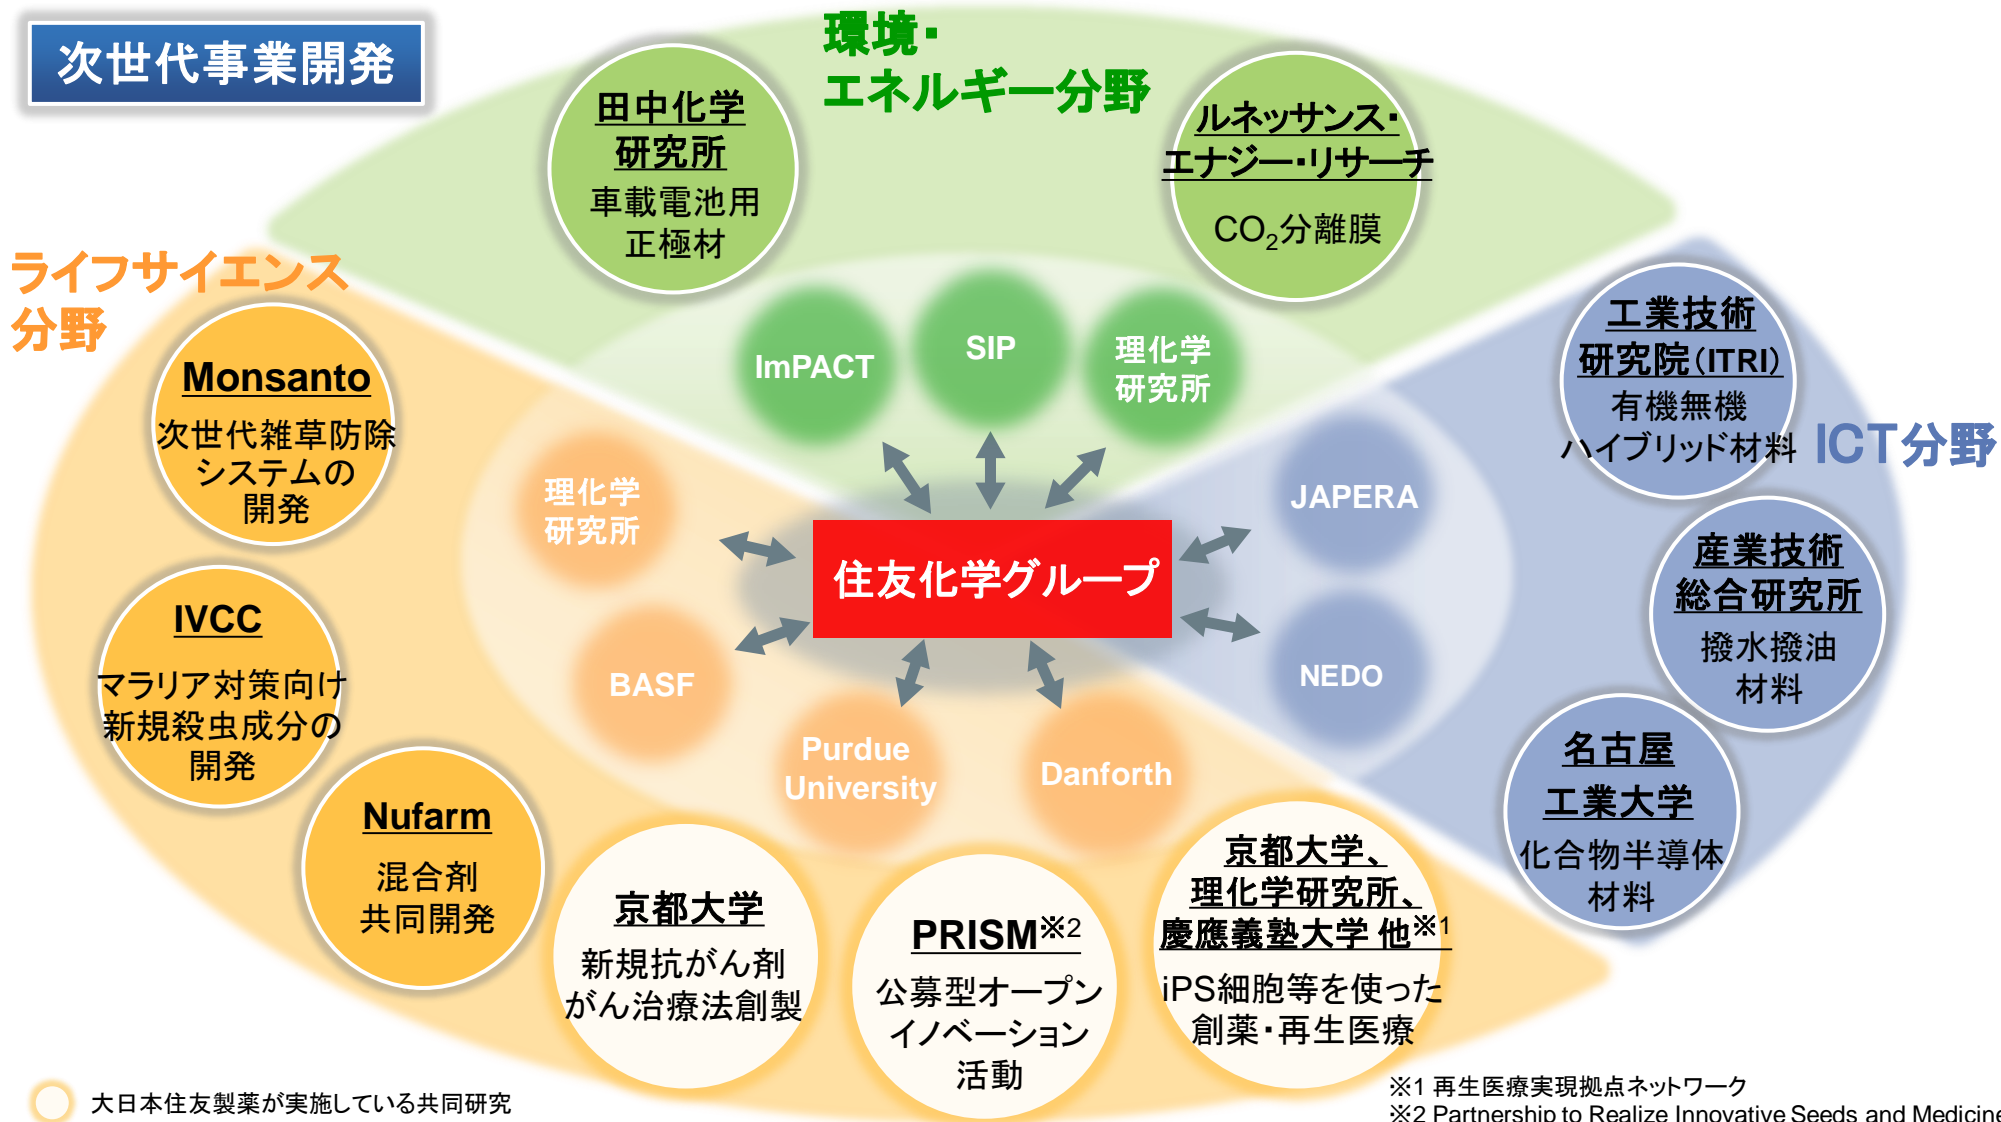 次世代事業開発
環境・
エネルギー分野
田中化学
研究所
車載電池用
正極材
ルネッサンス・
エナジー・リサーチ
CO₂分離膜
ImPACT
SIP
理化学
研究所
ライフサイエンス
分野
Monsanto
次世代雑草防除
システムの
開発
IVCC
マラリア対策向け
新規殺虫成分の
開発
Nufarm
混合剤
共同開発
理化学
研究所
BASF
Purdue
University
Danforth
京都大学
新規抗がん剤
がん治療法創製
PRISM※2
公募型オープン
イノベーション
活動
京都大学、
理化学研究所、
慶應義塾大学 他※1
iPS細胞等を使った
創薬・再生医療
住友化学グループ
ICT分野
JAPERA
NEDO
工業技術
研究院(ITRI)
有機無機
ハイブリッド材料
産業技術
総合研究所
撥水撥油
材料
名古屋
工業大学
化合物半導体
材料
大日本住友製薬が実施している共同研究
※1 再生医療実現拠点ネットワーク
※2 Partnership to Realize Innovative Seeds and Medicine